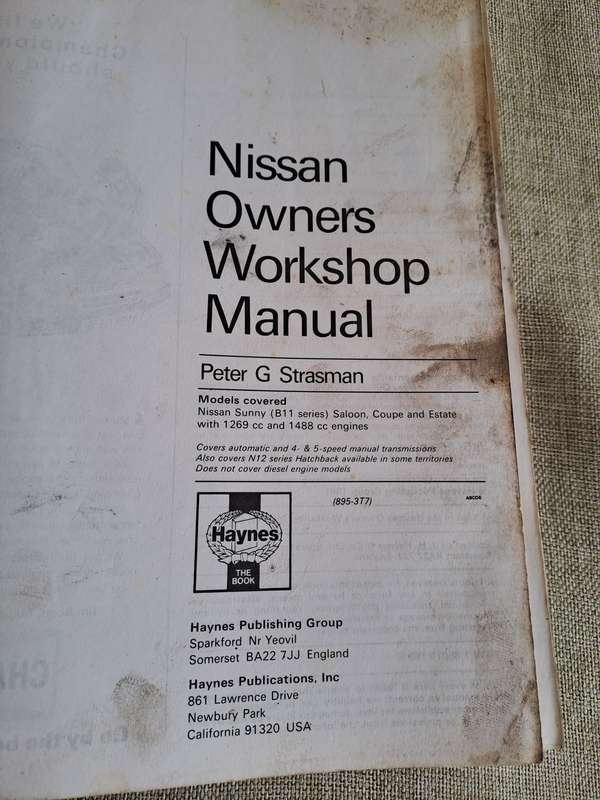 Nissan
Owners
Workshop
Manual
Peter G Strasman
Models covered
Nissan Sunny (B11 series) Saloon, Coupe and Estate
with 1269 cc and 1488 cc engines
Covers automatic and 4- & 5-speed manual transmissions
Also covers N12 series Hatchback available in some territories
Does not cover diesel engine models
(895-3T7)
ABCDE
Haynes
®
THE
BOOK
Haynes Publishing Group
Sparkford Nr Yeovil
Somerset BA22 7JJ England
Haynes Publications, Inc
861 Lawrence Drive
Newbury Park
California 91320 USA